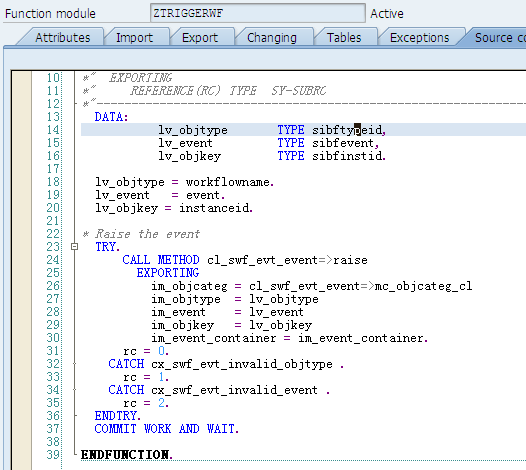 Function module ZTRIGGERWF Active
Attributes Import Export Changing Tables Exceptions Source co
10 *" EXPORTING
11 *" REFERENCE(RC) TYPE SY-SUBRC
12 *"----------------------------------------------------------------------
13 DATA:
14 lv_objtype TYPE sibftypeid,
15 lv_event TYPE sibfevent,
16 lv_objkey TYPE sibfinstid.
17
18 lv_objtype = workflowname.
19 lv_event = event.
20 lv_objkey = instanceid.
21
22 * Raise the event
23 TRY.
24 CALL METHOD cl_swf_evt_event=>raise
25 EXPORTING
26 im_objcateg = cl_swf_evt_event=>mc_objcateg_cl
27 im_objtype = lv_objtype
28 im_event = lv_event
29 im_objkey = lv_objkey
30 im_event_container = im_event_container.
31 rc = 0.
32 CATCH cx_swf_evt_invalid_objtype .
33 rc = 1.
34 CATCH cx_swf_evt_invalid_event .
35 rc = 2.
36 ENDTRY.
37 COMMIT WORK AND WAIT.
38
39 ENDFUNCTION.